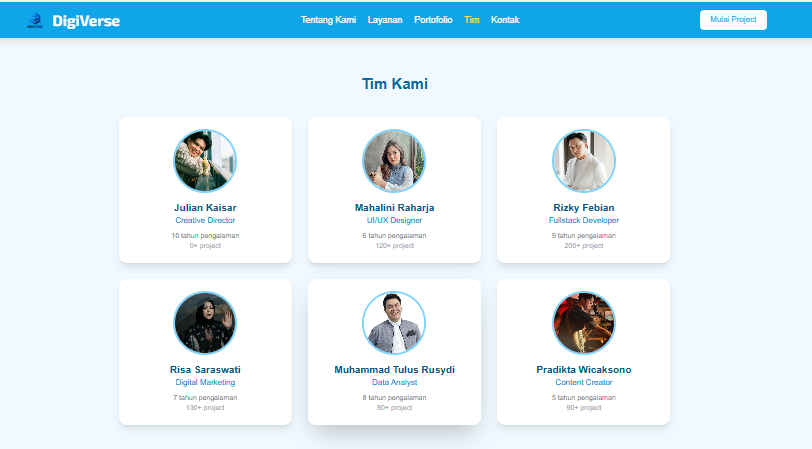 DigiVerse
Tentang Kami Layanan Portofolio Tim Kontak
Mulai Project
Tim Kami
Julian Kaisar
Creative Director
10 tahun pengalaman
0+ project
Mahalini Raharja
UI/UX Designer
6 tahun pengalaman
120+ project
Rizky Febian
Fullstack Developer
9 tahun pengalaman
200+ project
Risa Saraswati
Digital Marketing
7 tahun pengalaman
130+ project
Muhammad Tulus Rusydi
Data Analyst
8 tahun pengalaman
80+ project
Pradikta Wicaksono
Content Creator
5 tahun pengalaman
90+ project